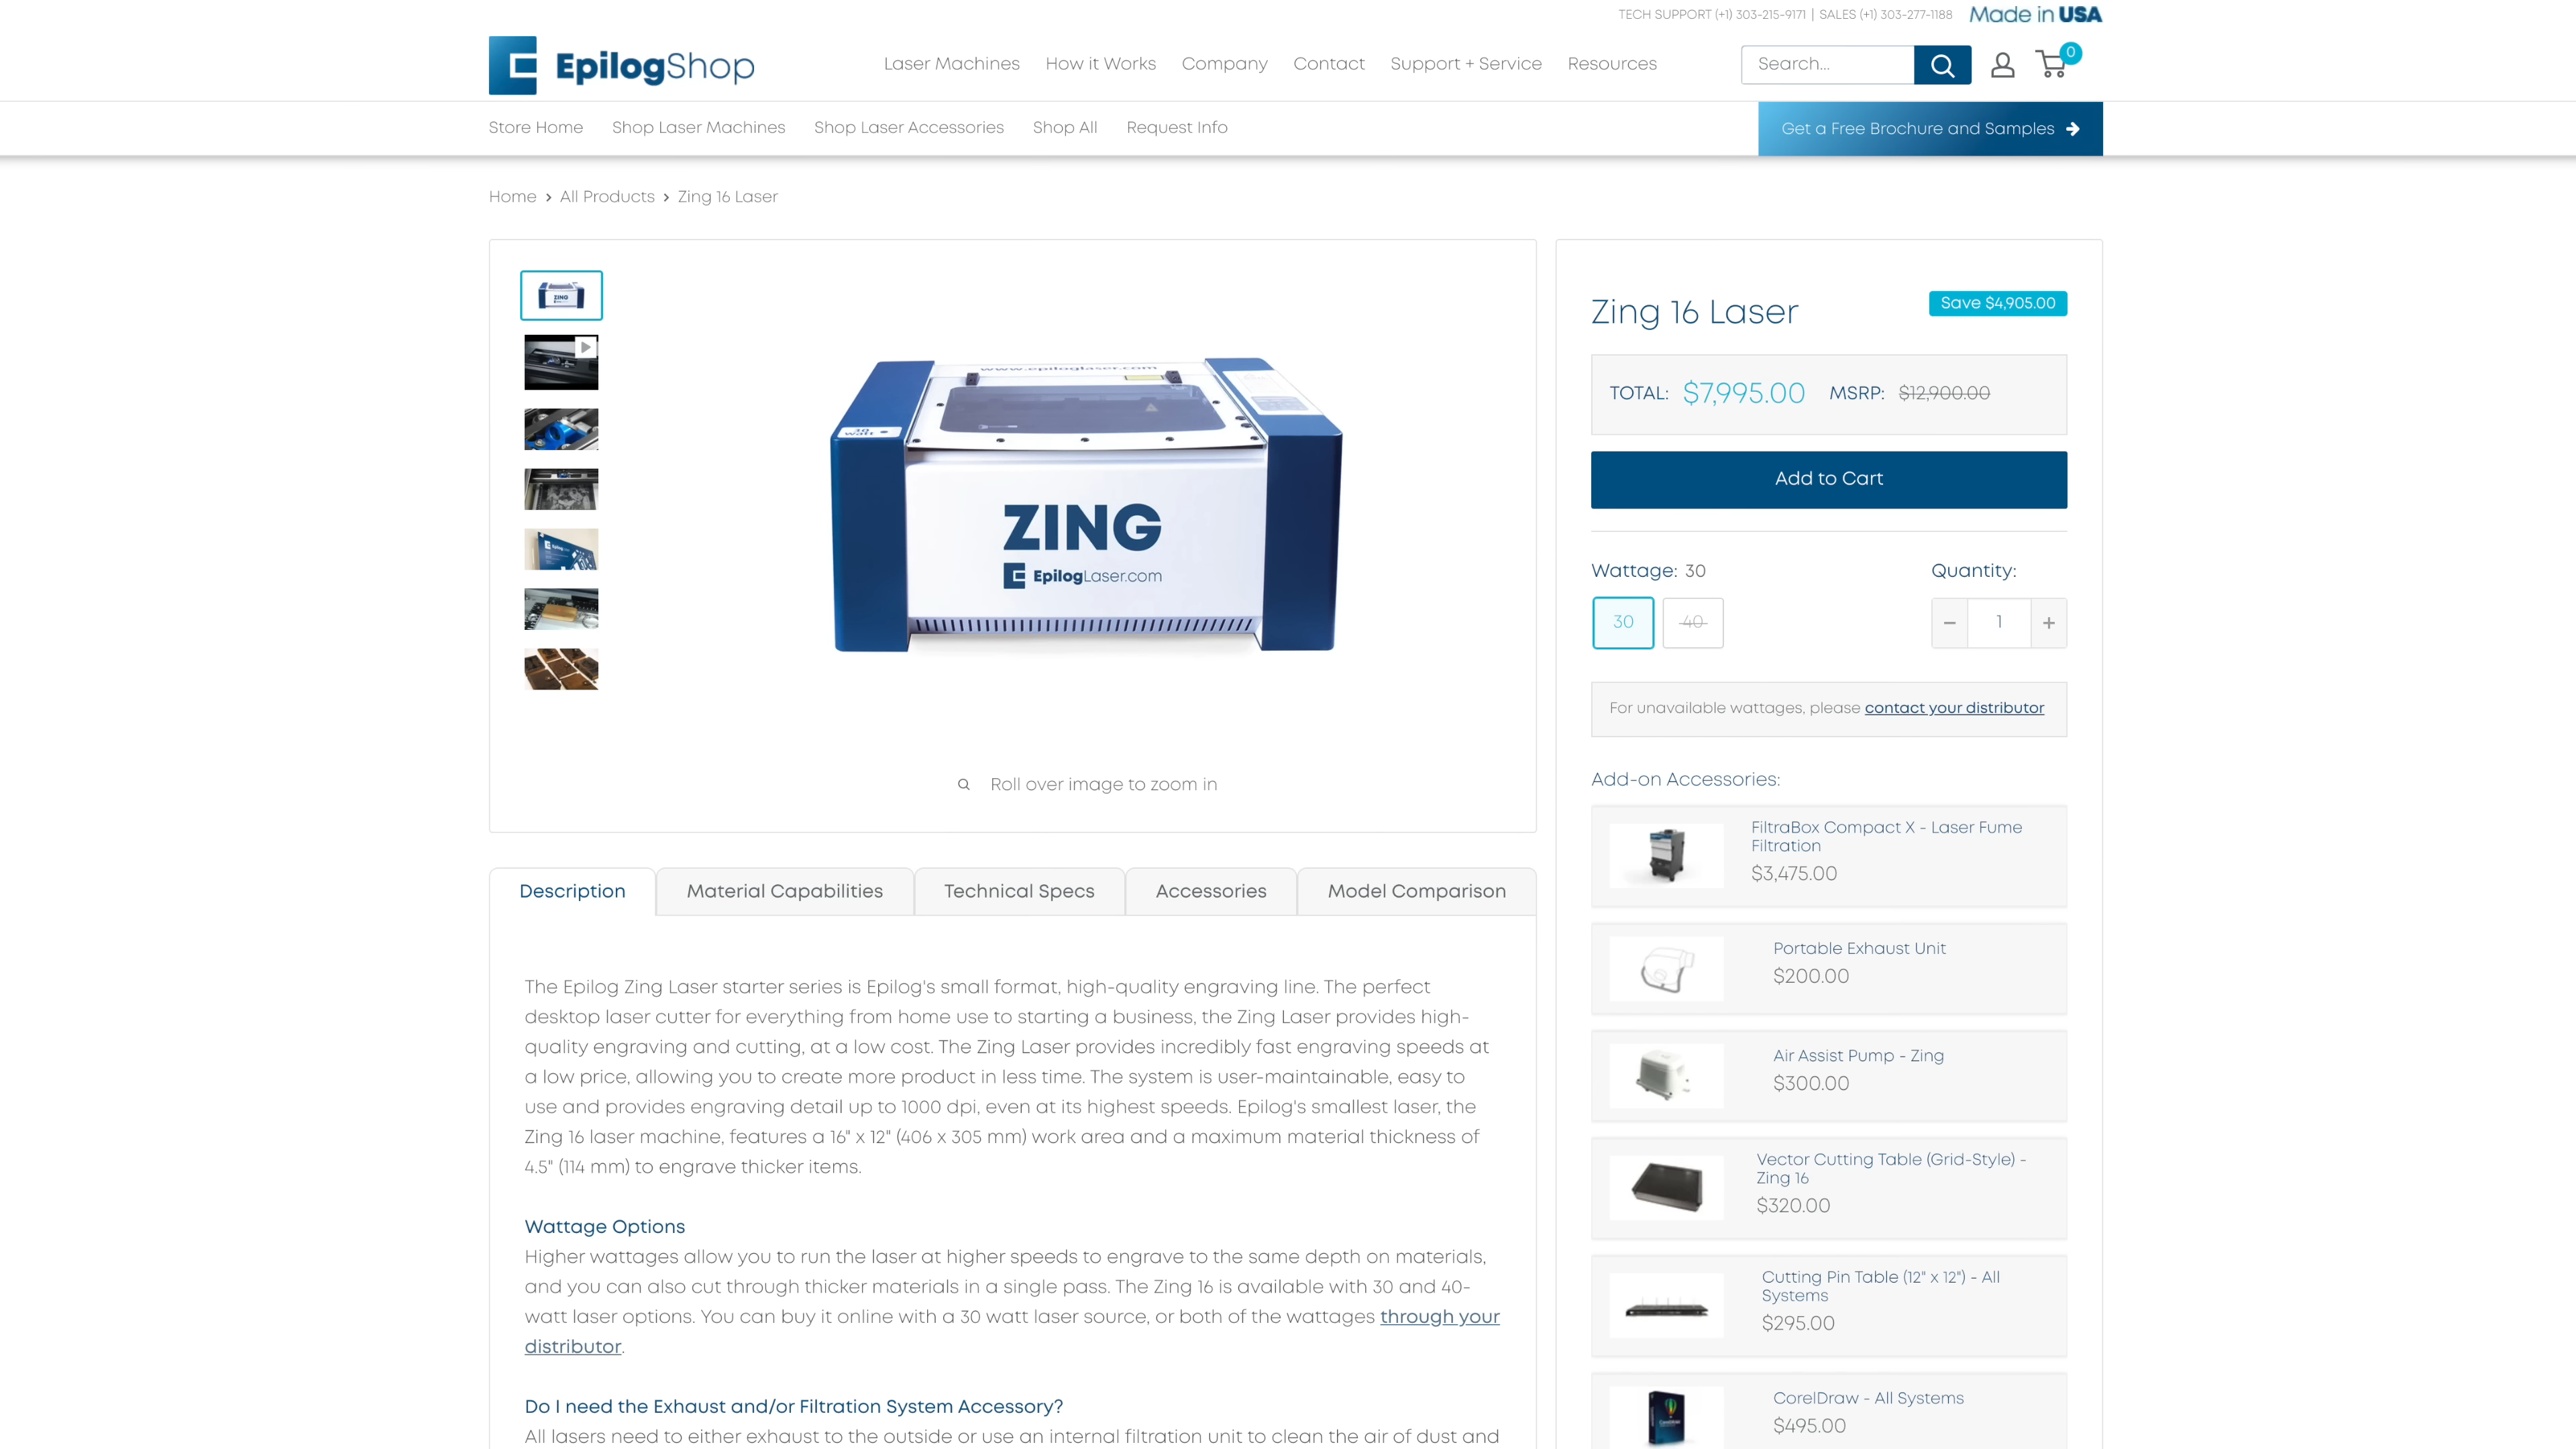 TECH SUPPORT (+1) 303-215-9171 | SALES (+1) 303-277-1188 Made in USA
EpilogShop
Laser Machines How it Works Company Contact Support + Service Resources
Search...
0
Store Home Shop Laser Machines Shop Laser Accessories Shop All Request Info
Get a Free Brochure and Samples
Home > All Products > Zing 16 Laser
ZING
www.epiloglaser.com
30
watt
ZING
EpilogLaser.com
Roll over image to zoom in
Zing 16 Laser
Save $4,905.00
TOTAL: $7,995.00 MSRP: $12,900.00
Add to Cart
Wattage: 30
Quantity:
30 40
− 1 +
For unavailable wattages, please contact your distributor
Add-on Accessories:
FiltraBox Compact X - Laser Fume
Filtration
$3,475.00
Portable Exhaust Unit
$200.00
Air Assist Pump - Zing
$300.00
Vector Cutting Table (Grid-Style) -
Zing 16
$320.00
Cutting Pin Table (12" x 12") - All
Systems
$295.00
CorelDraw - All Systems
$495.00
Description Material Capabilities Technical Specs Accessories Model Comparison
The Epilog Zing Laser starter series is Epilog's small format, high-quality engraving line. The perfect
desktop laser cutter for everything from home use to starting a business, the Zing Laser provides high-
quality engraving and cutting, at a low cost. The Zing Laser provides incredibly fast engraving speeds at
a low price, allowing you to create more product in less time. The system is user-maintainable, easy to
use and provides engraving detail up to 1000 dpi, even at its highest speeds. Epilog's smallest laser, the
Zing 16 laser machine, features a 16" x 12" (406 x 305 mm) work area and a maximum material thickness of
4.5" (114 mm) to engrave thicker items.
Wattage Options
Higher wattages allow you to run the laser at higher speeds to engrave to the same depth on materials,
and you can also cut through thicker materials in a single pass. The Zing 16 is available with 30 and 40-
watt laser options. You can buy it online with a 30 watt laser source, or both of the wattages through your
distributor.
Do I need the Exhaust and/or Filtration System Accessory?
All lasers need to either exhaust to the outside or use an internal filtration unit to clean the air of dust and